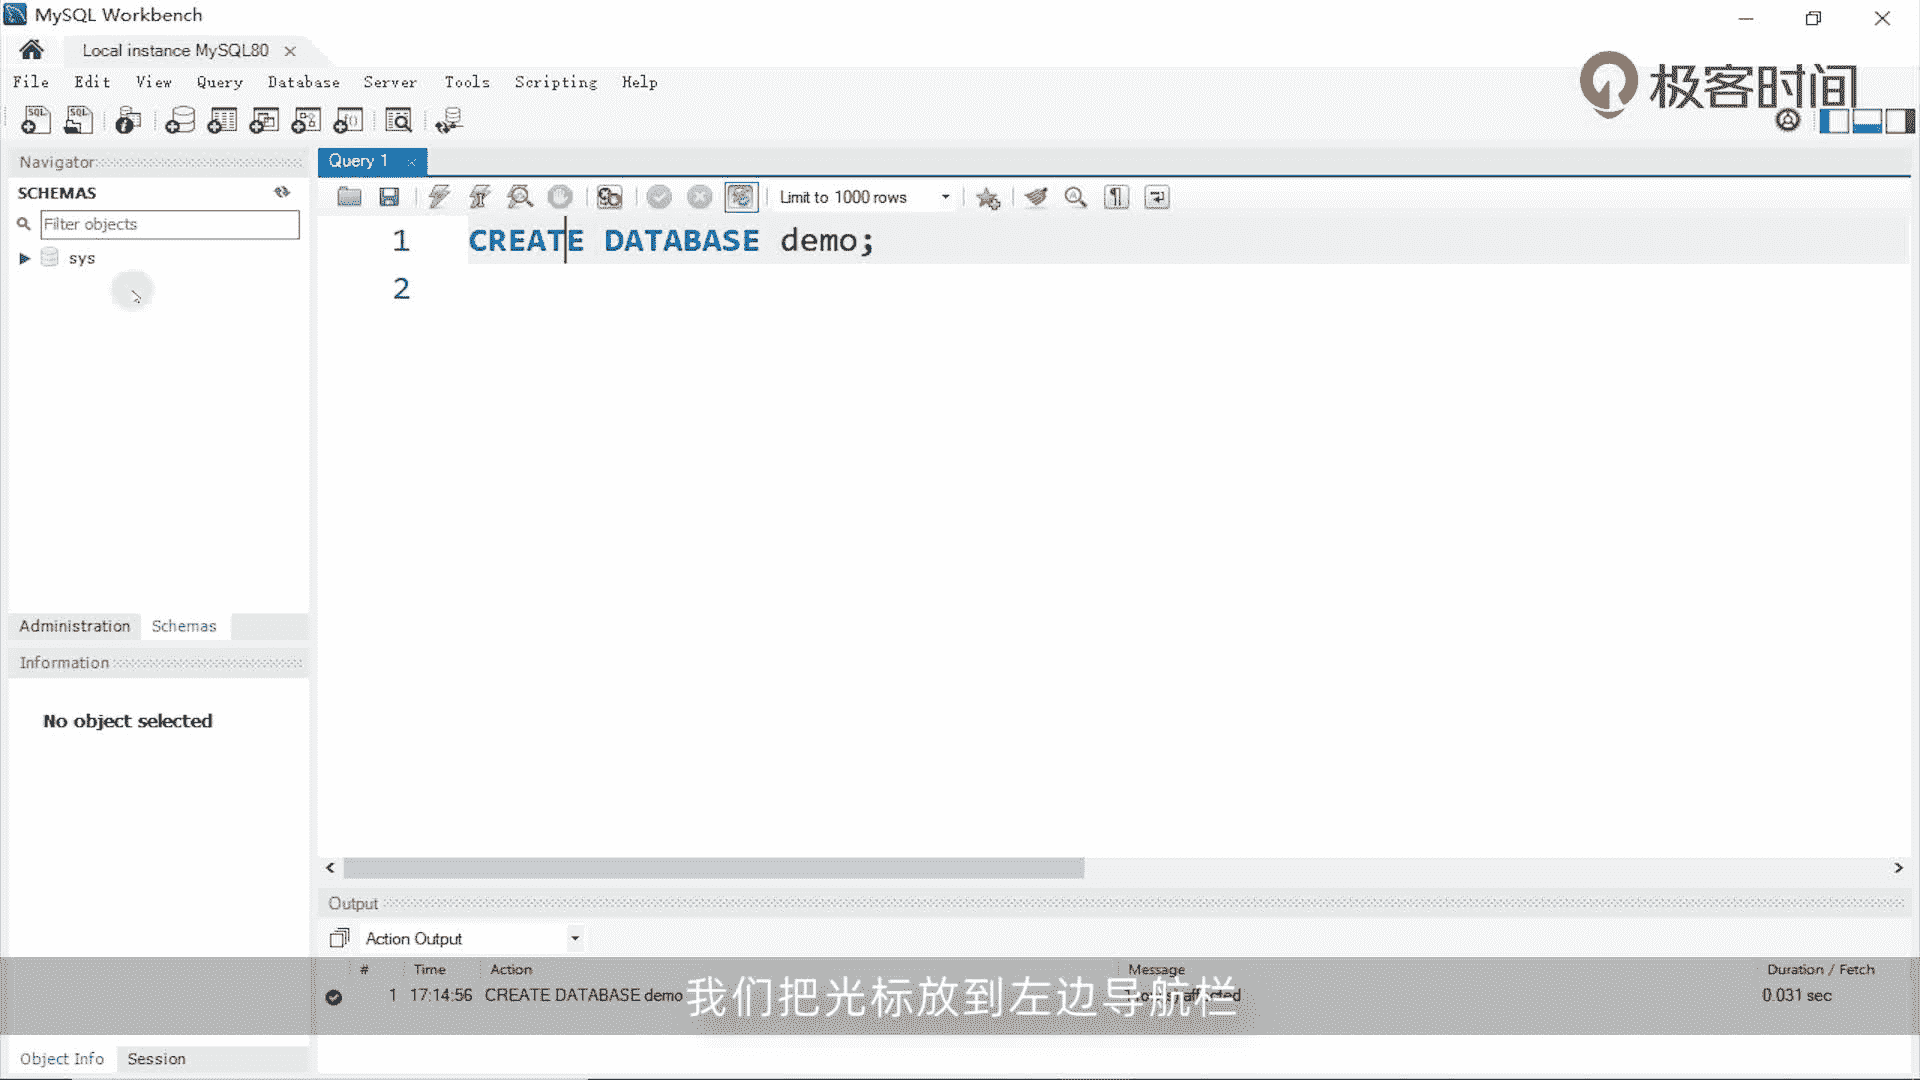 MySQL Workbench
Local instance MySQL80
File Edit View Query Database Server Tools Scripting Help
极客时间
SQL SQL
Navigator
Query 1
SCHEMAS
Limit to 1000 rows
Filter objects
1 CREATE DATABASE demo;
sys
2
Administration Schemas
Information
No object selected
Output
Action Output
# Time Action Message Duration / Fetch
1 17:14:56 CREATE DATABASE demo affected 0.031 sec
我们把光标放到左边导航栏
Object Info Session